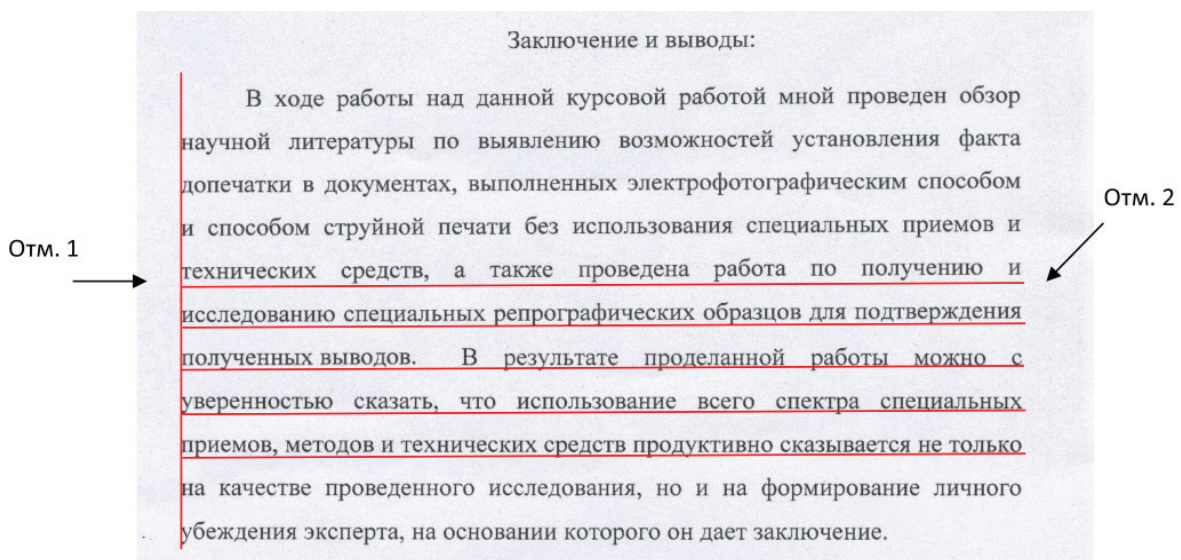 Заключение и выводы:
В ходе работы над данной курсовой работой мной проведен обзор
научной литературы по выявлению возможностей установления факта
допечатки в документах, выполненных электрофотографическим способом
Отм. 2
и способом струйной печати без использования специальных приемов и
Отм. 1
технических средств, а также проведена работа по получению и
исследованию специальных репрографических образцов для подтверждения
полученных выводов. В результате проделанной работы можно с
уверенностью сказать, что использование всего спектра специальных
приемов, методов и технических средств продуктивно сказывается не только
на качестве проведенного исследования, но и на формирование личного
убеждения эксперта, на основании которого он дает заключение.